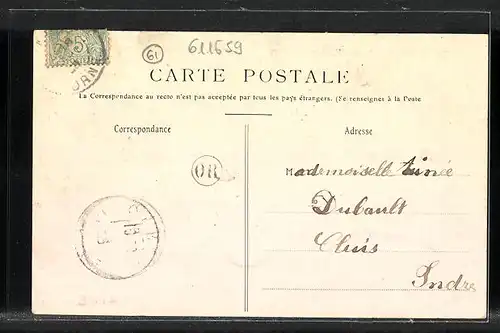 61
611659
CARTE POSTALE
La Correspondance au recto n'est pas acceptée par tous les pays étrangers. (Se renseigner à la Poste
Correspondance
Adresse
OR
Mademoiselle Aimée
Dubault
Cluis
Indre